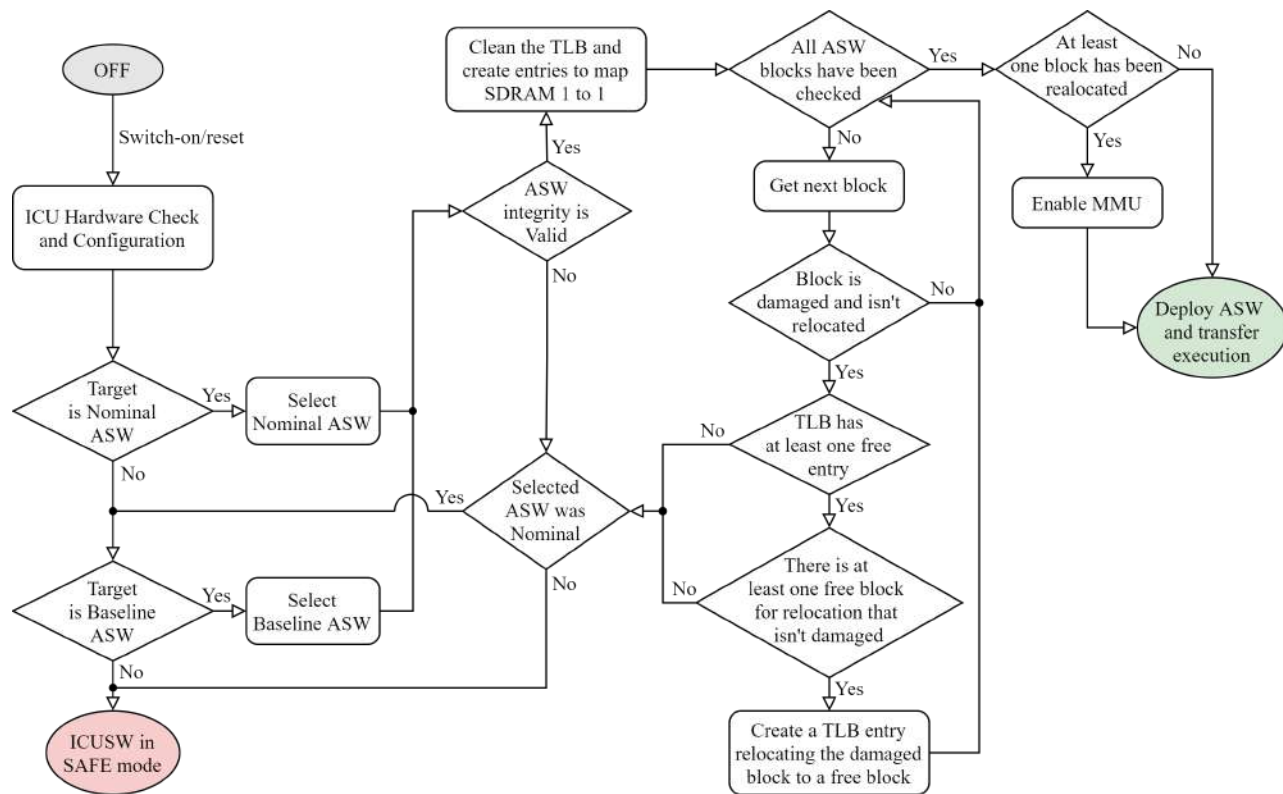 OFF
Switch-on/reset
ICU Hardware Check
and Configuration
Target
is Nominal
ASW
Yes
No
Select
Nominal ASW
Target
is Baseline
ASW
Yes
No
Select
Baseline ASW
ICUSW in
SAFE mode
Clean the TLB and
create entries to map
SDRAM 1 to 1
Yes
ASW
integrity is
Valid
No
Yes
Selected
ASW was
Nominal
No
All ASW
blocks have been
checked
Yes
No
Get next block
Block is
damaged and isn't
relocated
No
Yes
TLB has
at least one free
entry
No
Yes
There is at
least one free block
for relocation that
isn't damaged
No
Yes
Create a TLB entry
relocating the damaged
block to a free block
At least
one block has been
realocated
No
Yes
Enable MMU
Deploy ASW
and transfer
execution